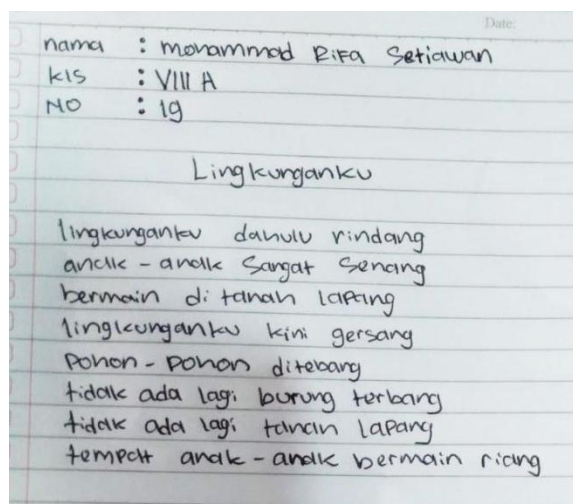 Date:
nama : mohammad Rifa Setiawan
kls : VIII A
NO : 19
Lingkunganku
lingkunganku dahulu rindang
anak - anak sangat senang
bermain di tanah lapang
lingkunganku kini gersang
pohon - pohon ditebang
tidak ada lagi burung terbang
tidak ada lagi tanah lapang
tempat anak - anak bermain riang